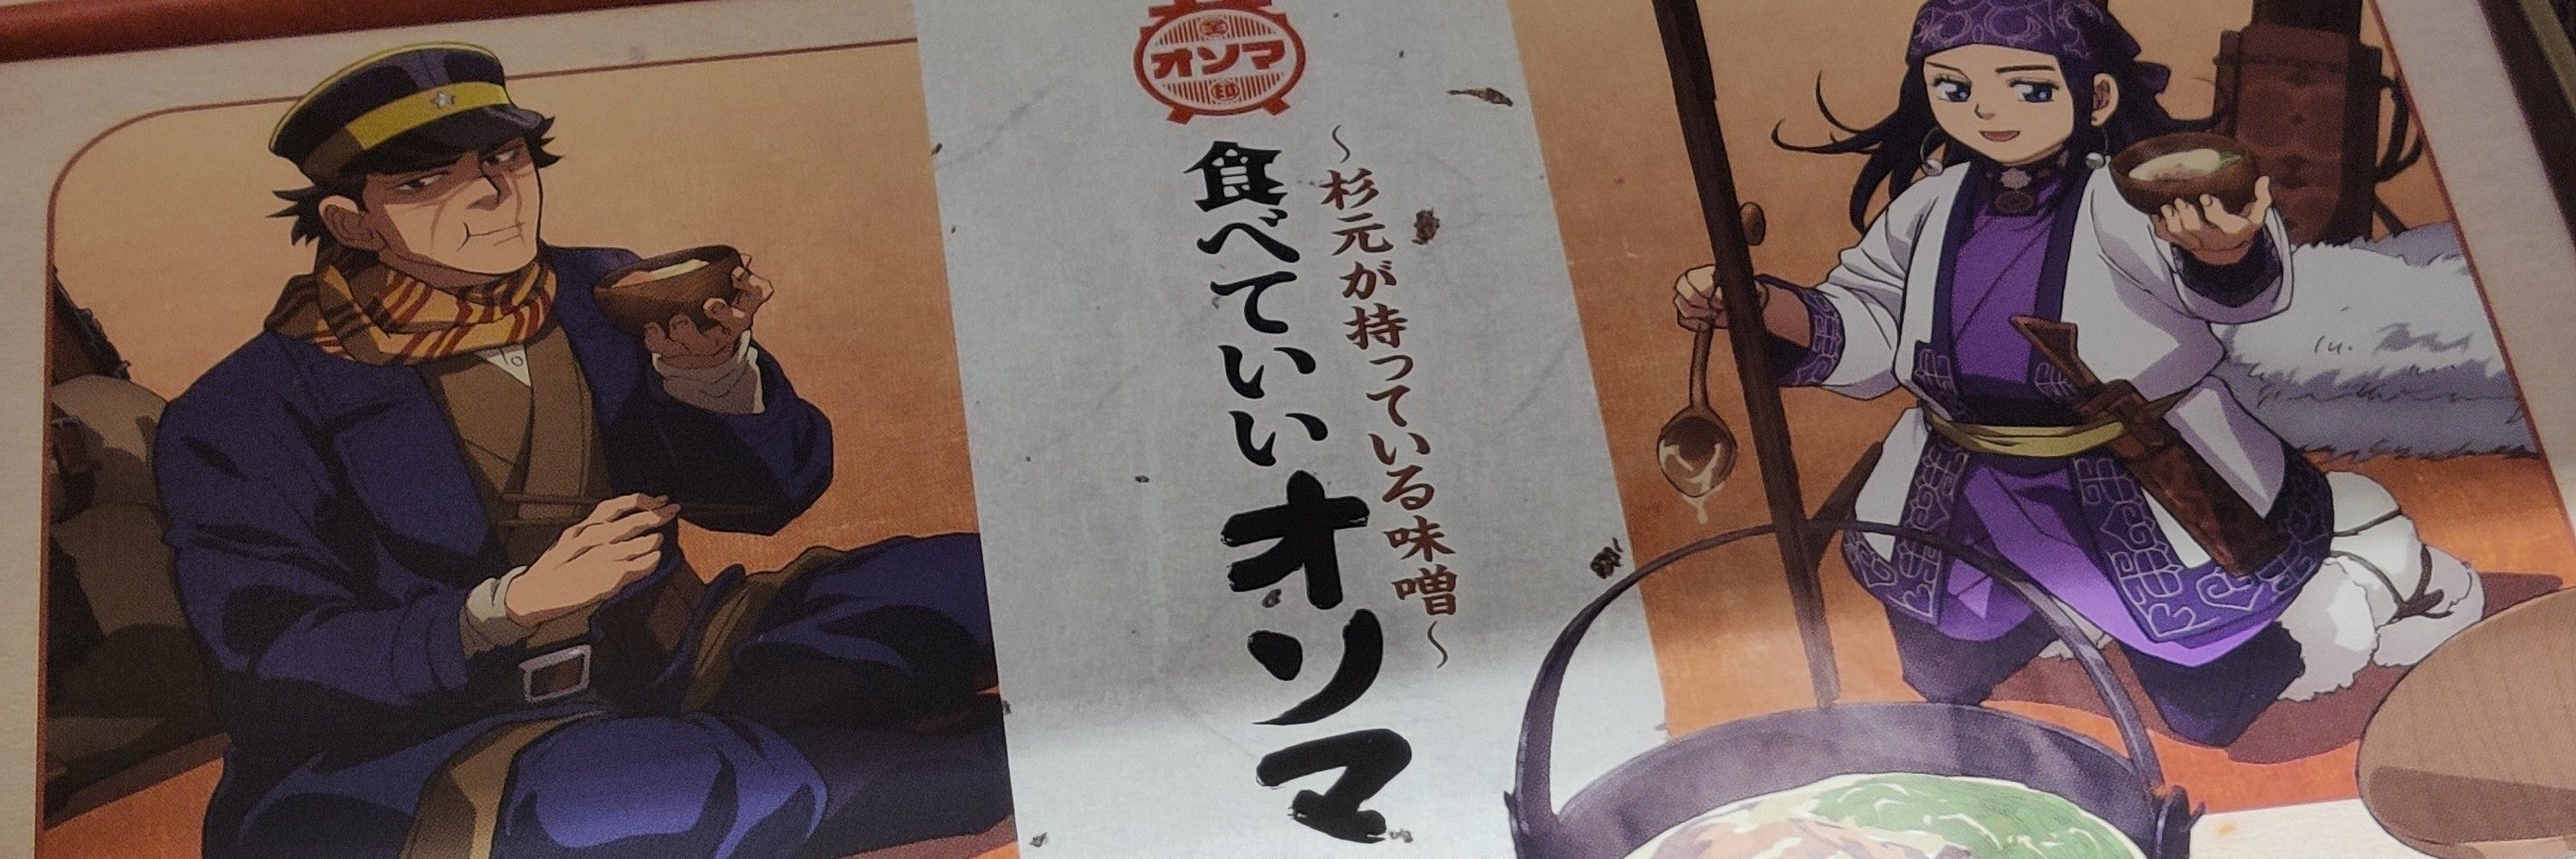 オソマ
印
食べていいオソマ
～杉元が持っている味噌～